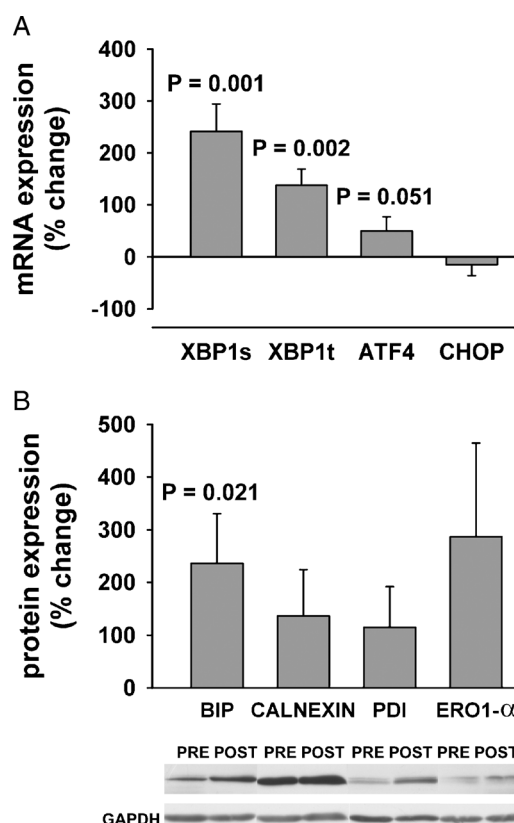 A
mRNA expression
(% change)
400
300
200
100
0
-100
P = 0.001
P = 0.002
P = 0.051
XBP1s XBP1t ATF4 CHOP
B
protein expression
(% change)
500
400
300
200
100
0
P = 0.021
BIP CALNEXIN PDI ERO1-α
PRE POST PRE POST PRE POST PRE POST
GAPDH